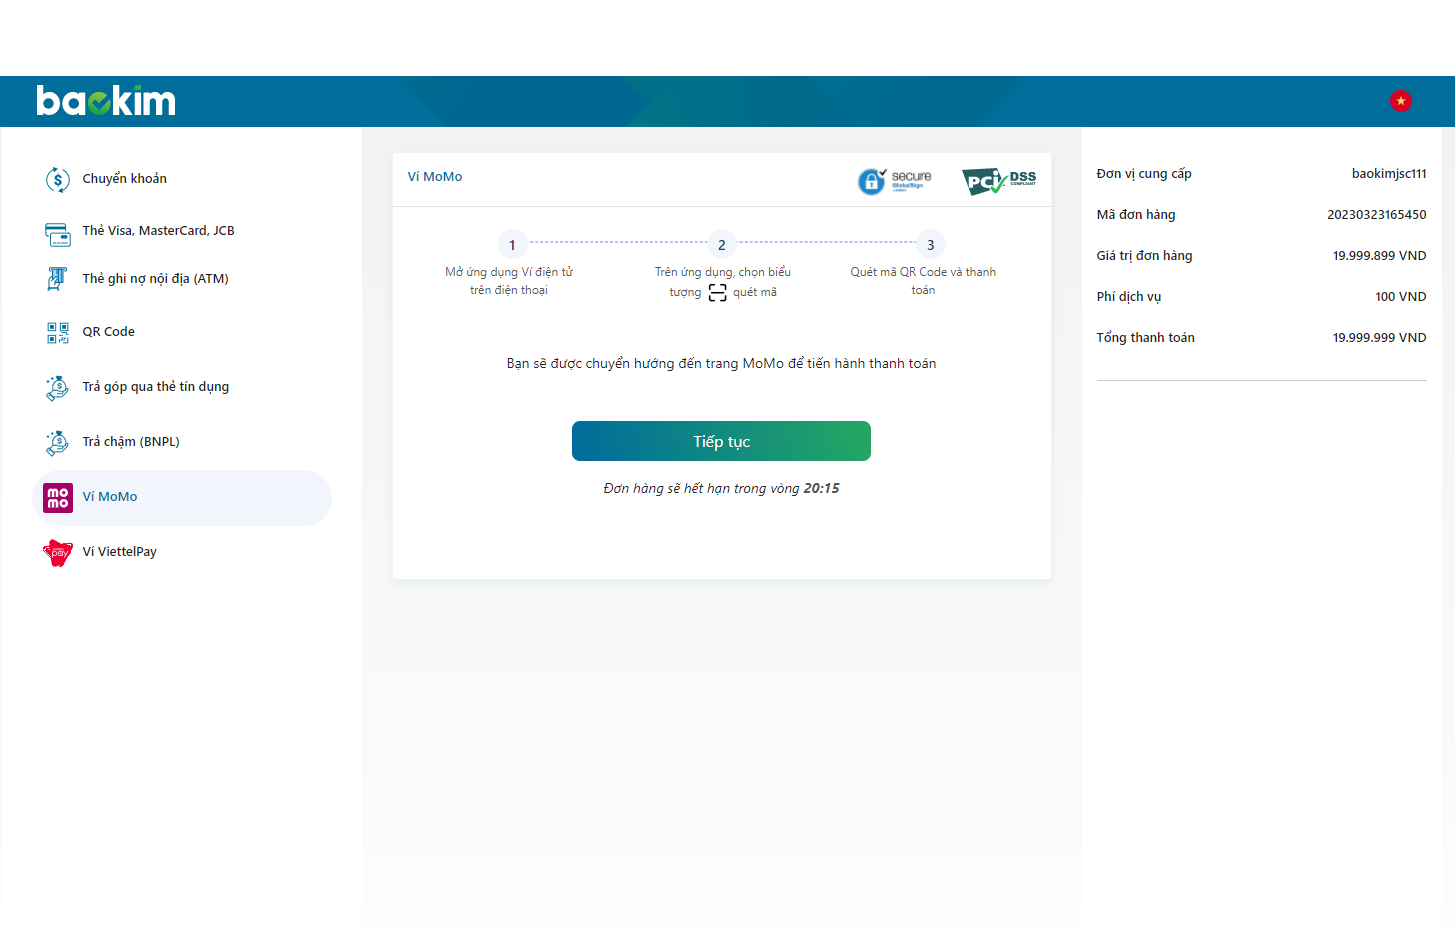 baokim
Chuyển khoản
Thẻ Visa, MasterCard, JCB
Thẻ ghi nợ nội địa (ATM)
QR Code
Trả góp qua thẻ tín dụng
Trả chậm (BNPL)
momo
Ví MoMo
pay
Ví ViettelPay
Ví MoMo
secure
GlobalSign
PCI DSS
COMPLIANT
1
2
3
Mở ứng dụng Ví điện tử
trên điện thoại
Trên ứng dụng, chọn biểu
tượng quét mã
Quét mã QR Code và thanh
toán
Bạn sẽ được chuyển hướng đến trang MoMo để tiến hành thanh toán
Tiếp tục
Đơn hàng sẽ hết hạn trong vòng 20:15
Đơn vị cung cấp baokimjsc111
Mã đơn hàng 20230323165450
Giá trị đơn hàng 19.999.899 VND
Phí dịch vụ 100 VND
Tổng thanh toán 19.999.999 VND